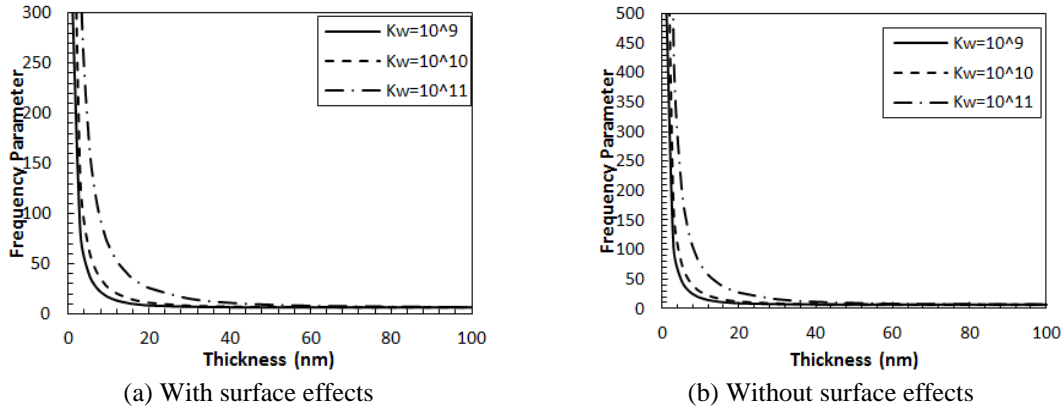 300
250
200
150
100
50
0
Frequency Parameter
Kw=10^9
Kw=10^10
Kw=10^11
0 20 40 60 80 100
Thickness (nm)
(a) With surface effects
500
450
400
350
300
250
200
150
100
50
0
Frequency Parameter
Kw=10^9
Kw=10^10
Kw=10^11
0 20 40 60 80 100
Thickness (nm)
(b) Without surface effects